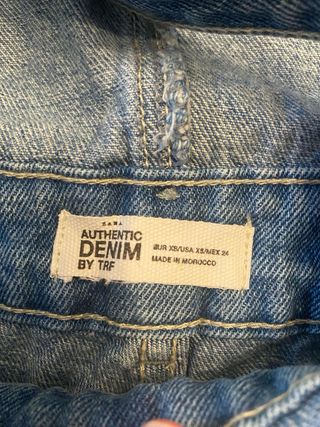 ZARA
AUTHENTIC
DENIM
BY TRF
EUR XS/USA XS/MEX 24
MADE IN MOROCCO